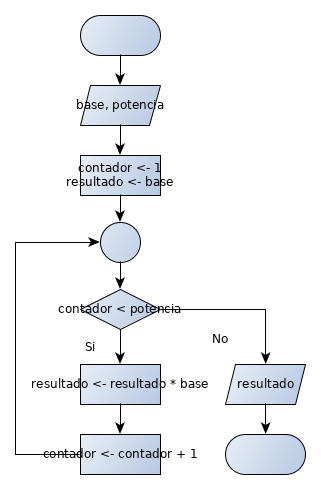 base, potencia
contador <- 1
resultado <- base
contador < potencia
Si
No
resultado <- resultado * base
resultado
contador <- contador + 1